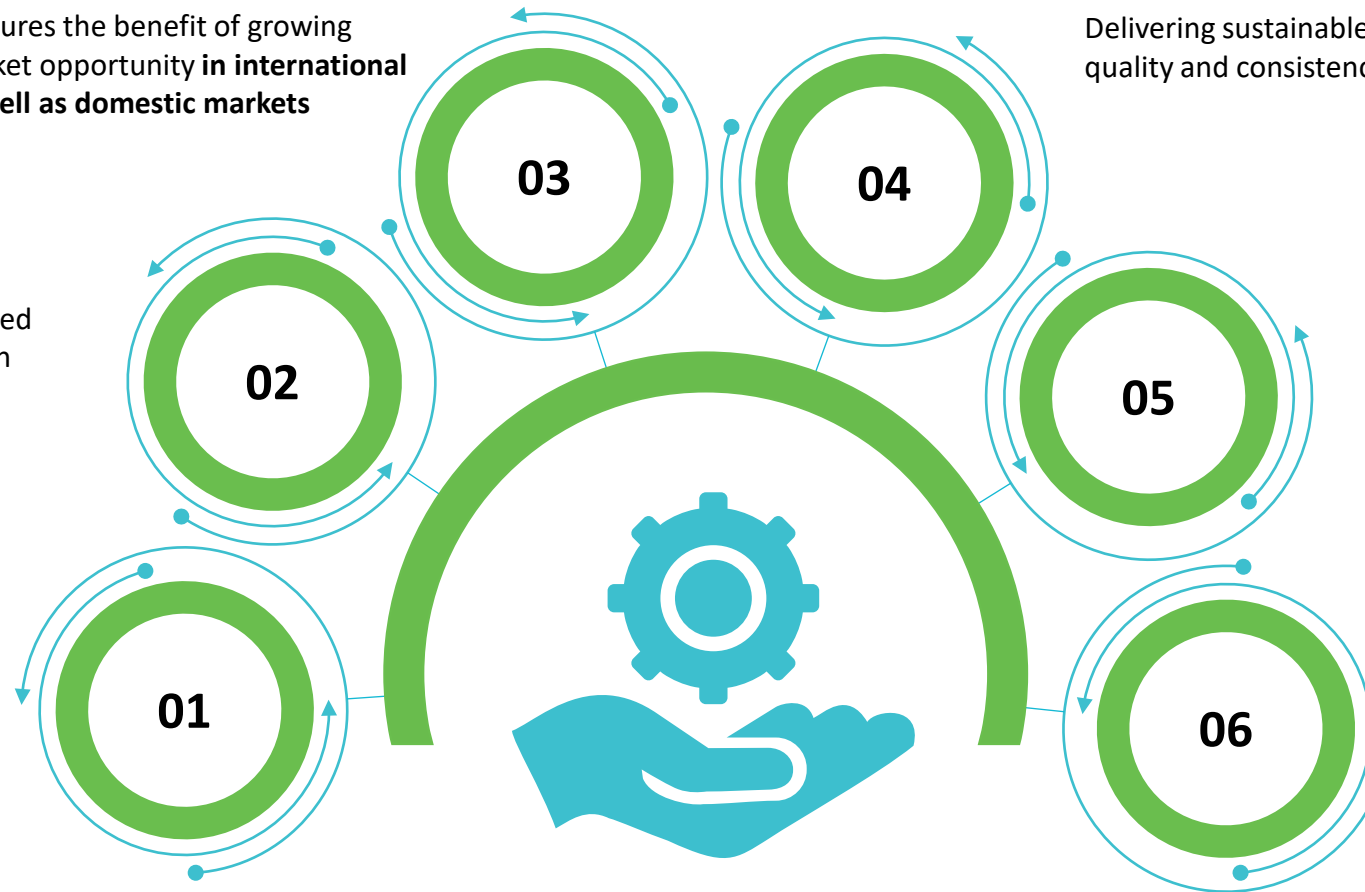 ures the benefit of growing
ket opportunity in international
ell as domestic markets
Delivering sustainable
quality and consistenc
03
04
ed
n
02
05
01
06